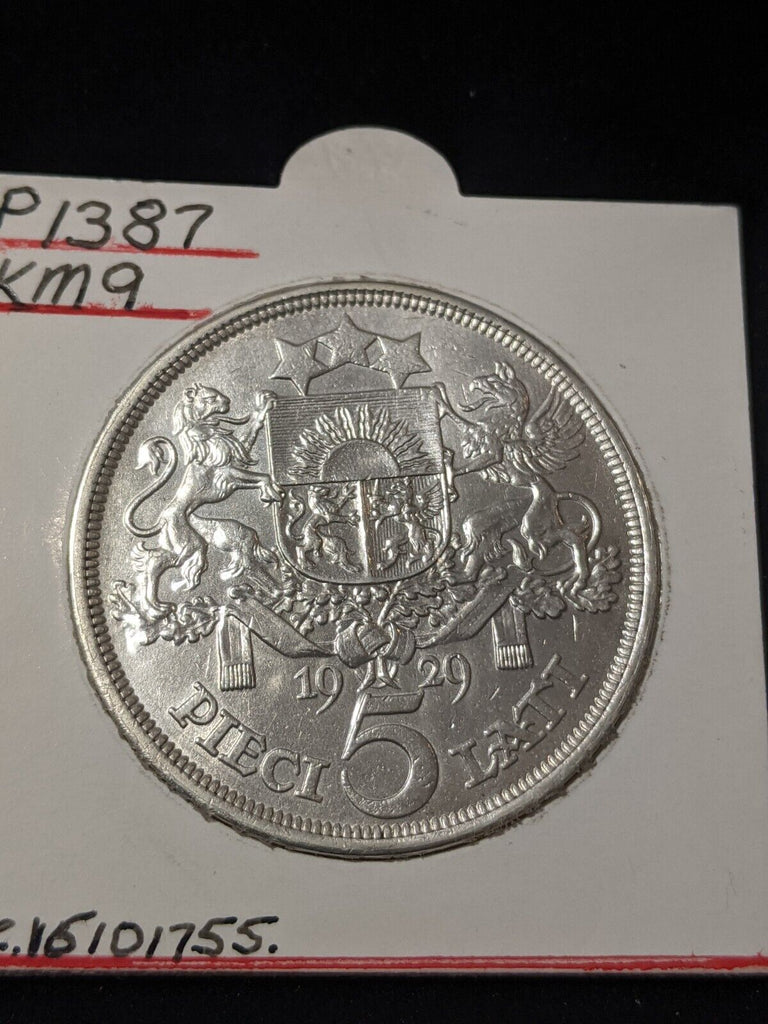 P1387
KM9
19 29
PIECI 5 LATI
.16101755.